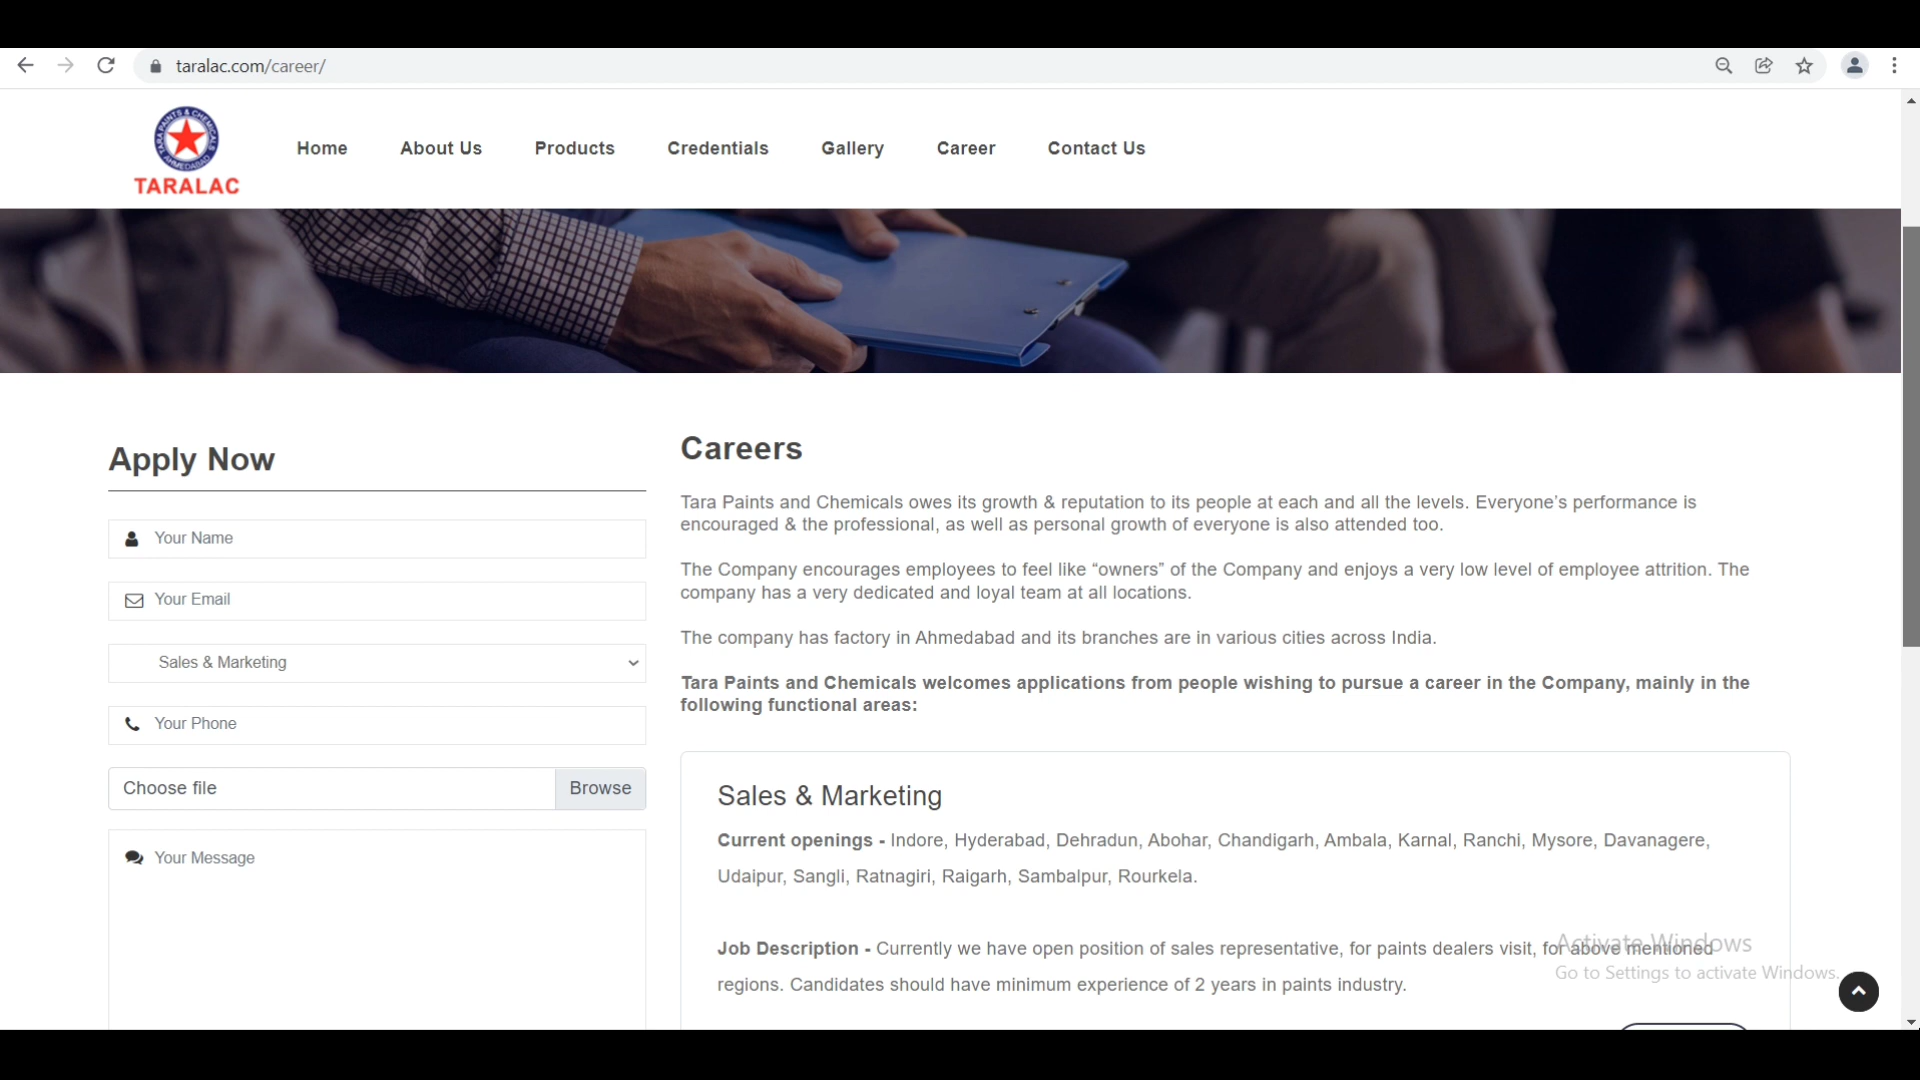 taralac.com/career/
TARA PAINTS & CHEMICALS
AHMEDABAD
TARALAC
Home About Us Products Credentials Gallery Career Contact Us
Apply Now
Your Name
Your Email
Sales & Marketing
Your Phone
Choose file Browse
Your Message
Careers
Tara Paints and Chemicals owes its growth & reputation to its people at each and all the levels. Everyone’s performance is
encouraged & the professional, as well as personal growth of everyone is also attended too.
The Company encourages employees to feel like “owners” of the Company and enjoys a very low level of employee attrition. The
company has a very dedicated and loyal team at all locations.
The company has factory in Ahmedabad and its branches are in various cities across India.
Tara Paints and Chemicals welcomes applications from people wishing to pursue a career in the Company, mainly in the
following functional areas:
Sales & Marketing
Current openings - Indore, Hyderabad, Dehradun, Abohar, Chandigarh, Ambala, Karnal, Ranchi, Mysore, Davanagere,
Udaipur, Sangli, Ratnagiri, Raigarh, Sambalpur, Rourkela.
Job Description - Currently we have open position of sales representative, for paints dealers visit, for above mentioned
regions. Candidates should have minimum experience of 2 years in paints industry.
Activate Windows
Go to Settings to activate Windows.